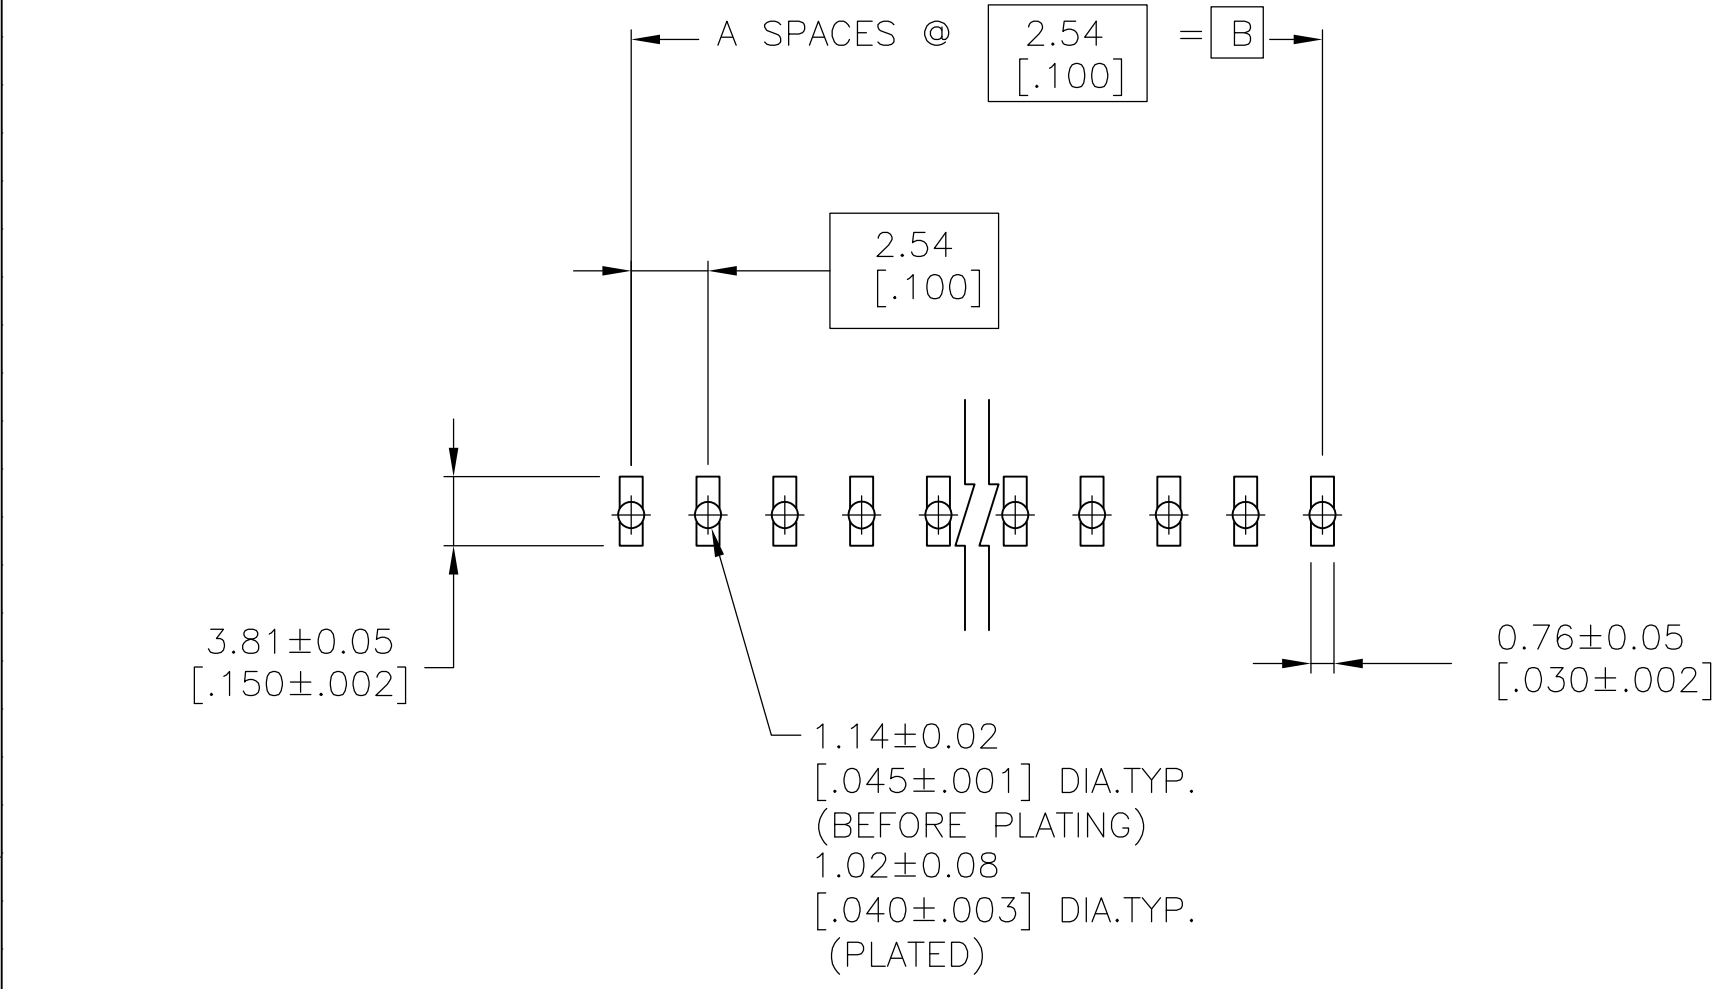 A SPACES @ 2.54 = B
[.100]
2.54
[.100]
3.81±0.05
[.150±.002]
0.76±0.05
[.030±.002]
1.14±0.02
[.045±.001] DIA.TYP.
(BEFORE PLATING)
1.02±0.08
[.040±.003] DIA.TYP.
(PLATED)